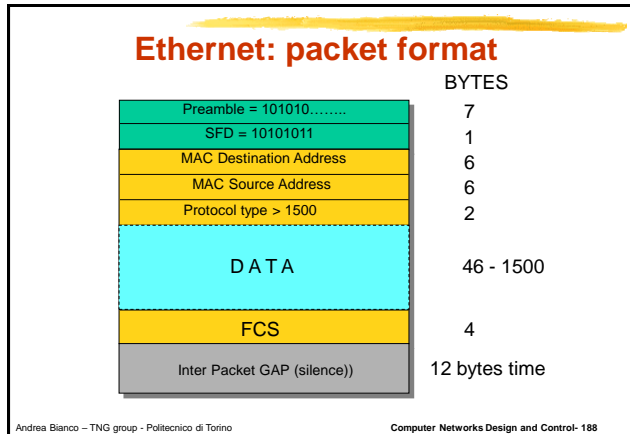 Ethernet: packet format
BYTES
Preamble = 101010........ 7
SFD = 10101011 1
MAC Destination Address 6
MAC Source Address 6
Protocol type > 1500 2
D A T A 46 - 1500
FCS 4
Inter Packet GAP (silence)) 12 bytes time
Andrea Bianco – TNG group - Politecnico di Torino Computer Networks Design and Control- 188